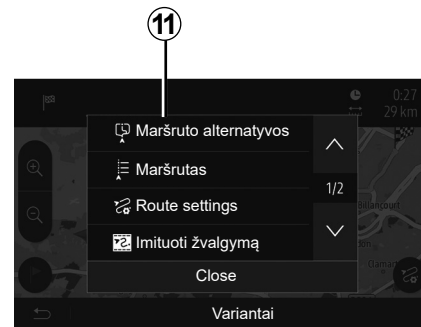 11
0:27
29 km
Maršruto alternatyvos
Maršrutas
1/2
Route settings
Imituoti žvalgymą
Close
Variantai